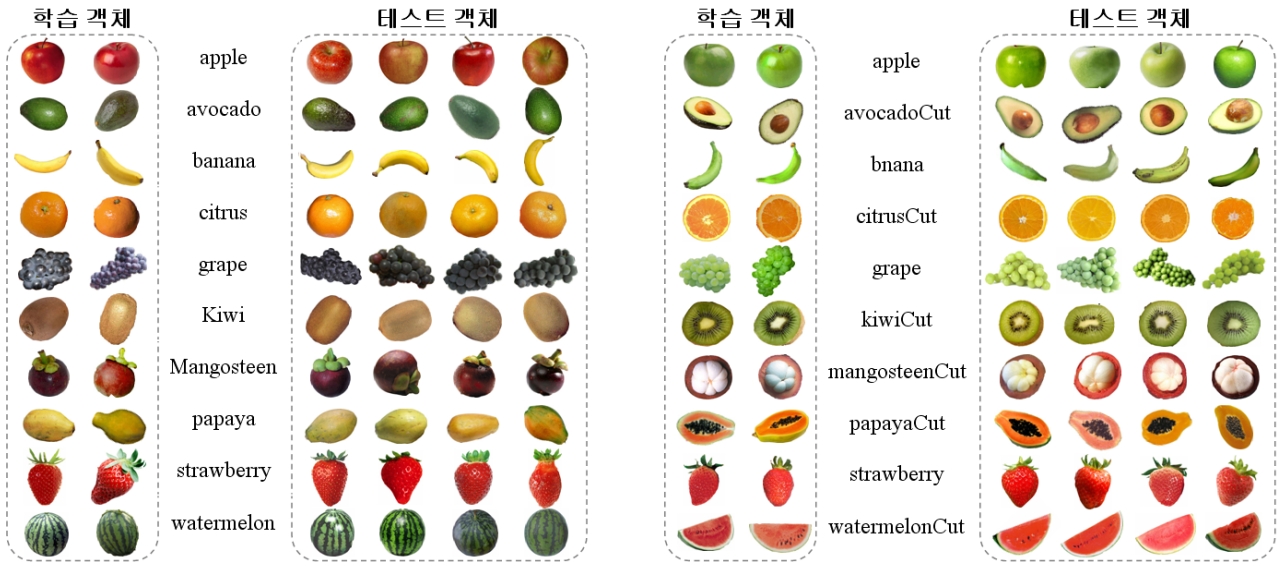 학습 객체
테스트 객체
apple
avocado
banana
citrus
grape
Kiwi
Mangosteen
papaya
strawberry
watermelon
학습 객체
테스트 객체
apple
avocadoCut
bnana
citrusCut
grape
kiwiCut
mangosteenCut
papayaCut
strawberry
watermelonCut